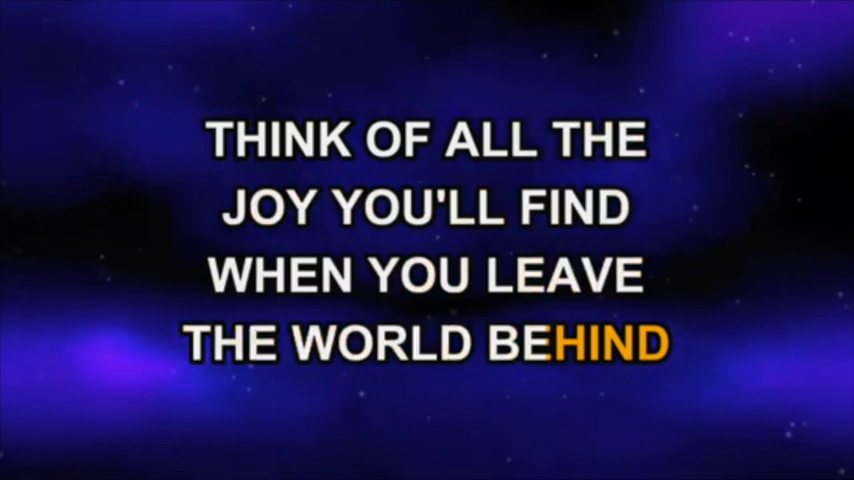 THINK OF ALL THE
JOY YOU'LL FIND
WHEN YOU LEAVE
THE WORLD BEHIND